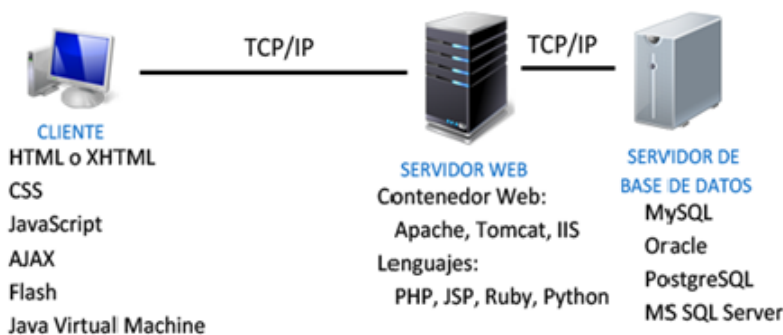 TCP/IP
TCP/IP
CLIENTE
HTML o XHTML
CSS
JavaScript
AJAX
Flash
Java Virtual Machine
SERVIDOR WEB
Contenedor Web:
Apache, Tomcat, IIS
Lenguajes:
PHP, JSP, Ruby, Python
SERVIDOR DE
BASE DE DATOS
MySQL
Oracle
PostgreSQL
MS SQL Server